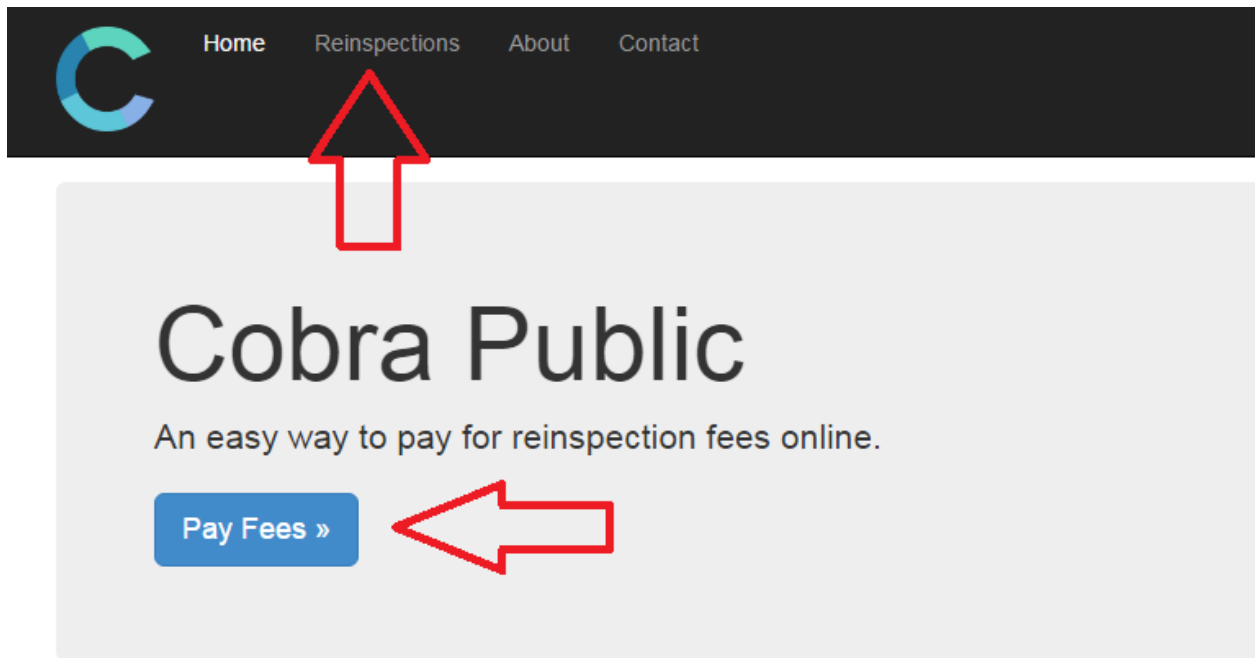 Home Reinspections About Contact
Cobra Public
An easy way to pay for reinspection fees online.
Pay Fees »